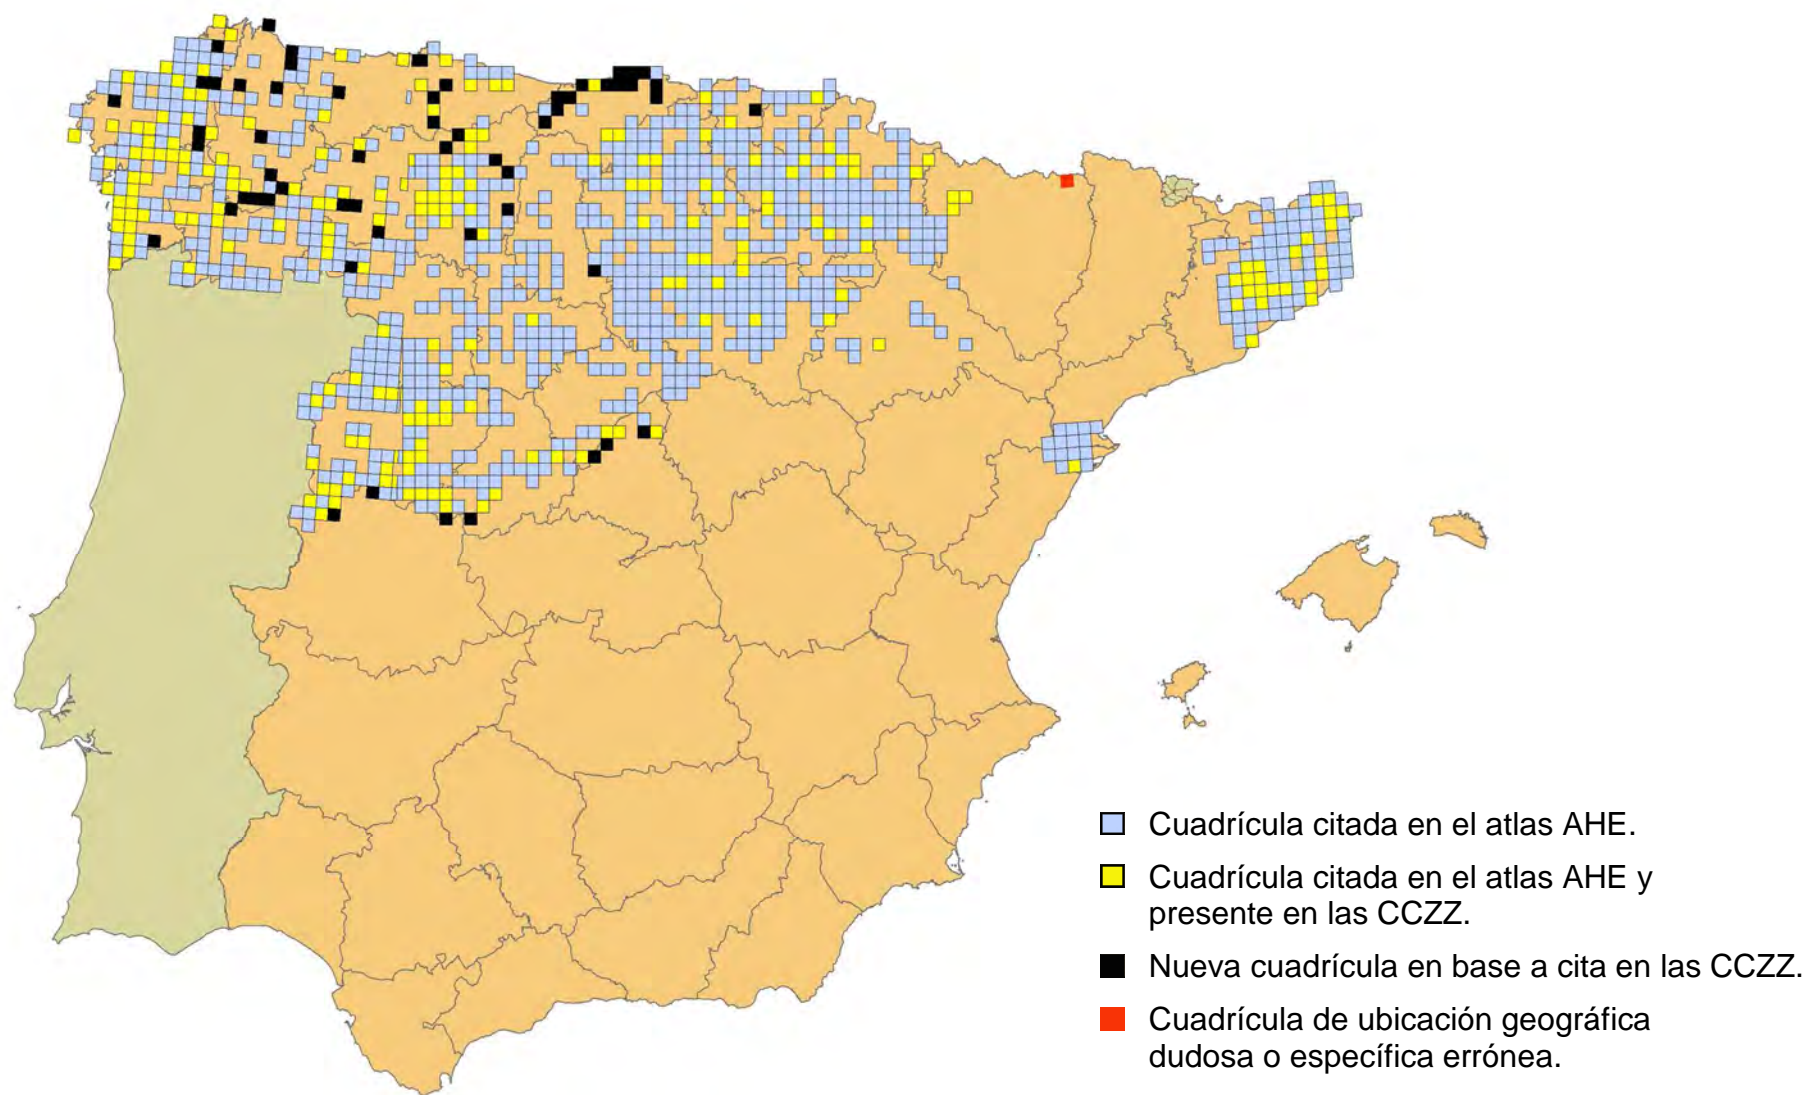 Cuadrícula citada en el atlas AHE.
Cuadrícula citada en el atlas AHE y
presente en las CCZZ.
Nueva cuadrícula en base a cita en las CCZZ.
Cuadrícula de ubicación geográfica
dudosa o específica errónea.